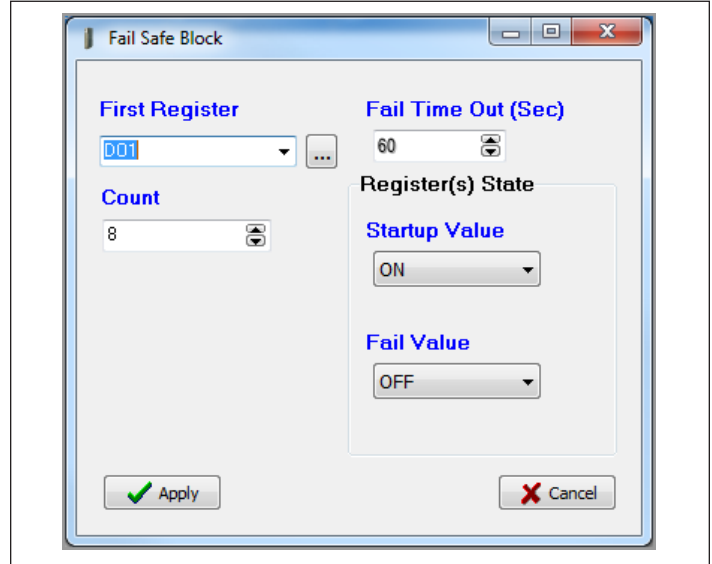 Fail Safe Block
First Register
DO1
...
Fail Time Out (Sec)
60
Count
8
Register(s) State
Startup Value
ON
Fail Value
OFF
Apply
Cancel